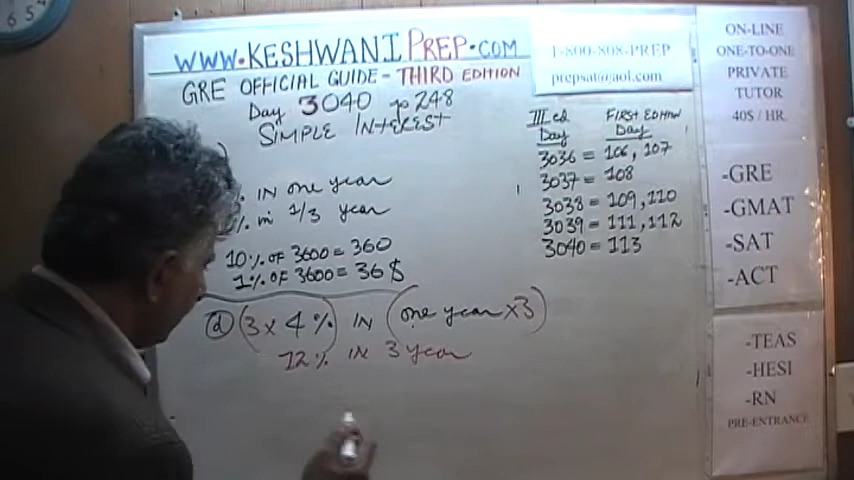 6 5 4
WWW.KESHWANIPREP.COM
GRE OFFICIAL GUIDE - THIRD EDITION
Day 3040 p 248
SIMPLE INTEREST
IN one year
% in 1/3 year
10% OF 3600 = 360
1% OF 3600 = 36$
(d) (3 x 4%) IN (one year x 3)
12% IN 3 year
1-800-808-PREP
prepsat@aol.com
III ed FIRST EDITION
Day Day
3036 = 106, 107
3037 = 108
3038 = 109, 110
3039 = 111, 112
3040 = 113
ON-LINE
ONE-TO-ONE
PRIVATE
TUTOR
40$ / HR
-GRE
-GMAT
-SAT
-ACT
-TEAS
-HESI
-RN
PRE-ENTRANCE